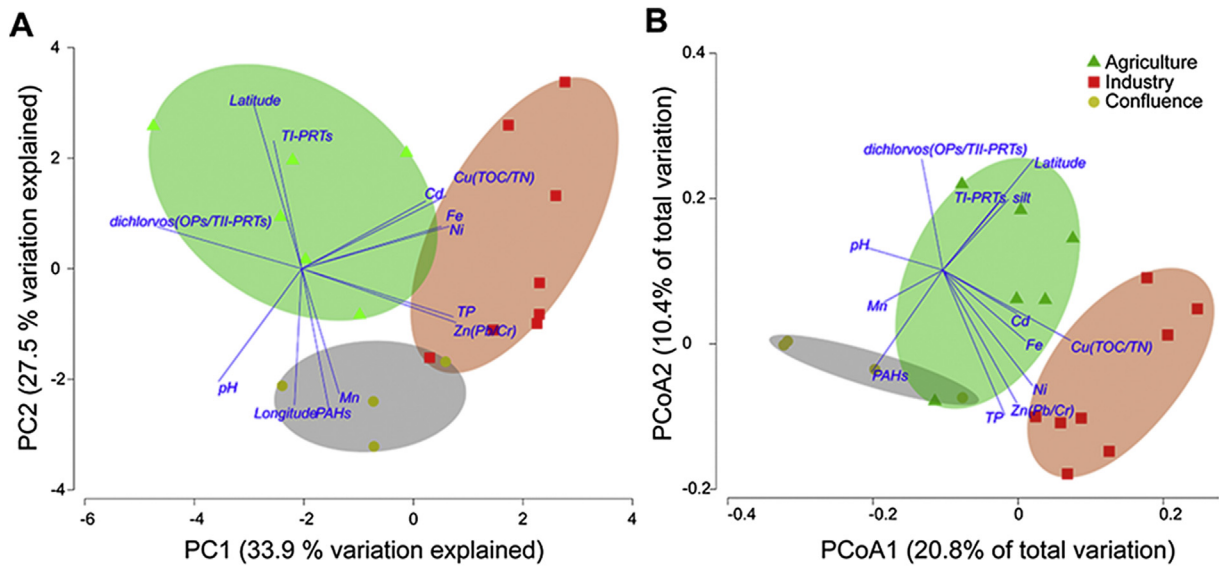 A
4
2
0
-2
-4
-6
-4
-2
0
2
4
PC2 (27.5 % variation explained)
PC1 (33.9 % variation explained)
Latitude
TI-PRTs
Cu(TOC/TN)
Cd
Fe
Ni
dichlorvos(OPs/TII-PRTs)
TP
Zn(Pb/Cr)
pH
Mn
LongitudePAHs
B
0.4
0.2
0
-0.2
-0.4
-0.2
0
0.2
PCoA2 (10.4% of total variation)
PCoA1 (20.8% of total variation)
Agriculture
Industry
Confluence
dichlorvos(OPs/TII-PRTs)
Latitude
TI-PRTs silt
pH
Mn
Cd
Fe
Cu(TOC/TN)
PAHs
Ni
Zn(Pb/Cr)
TP